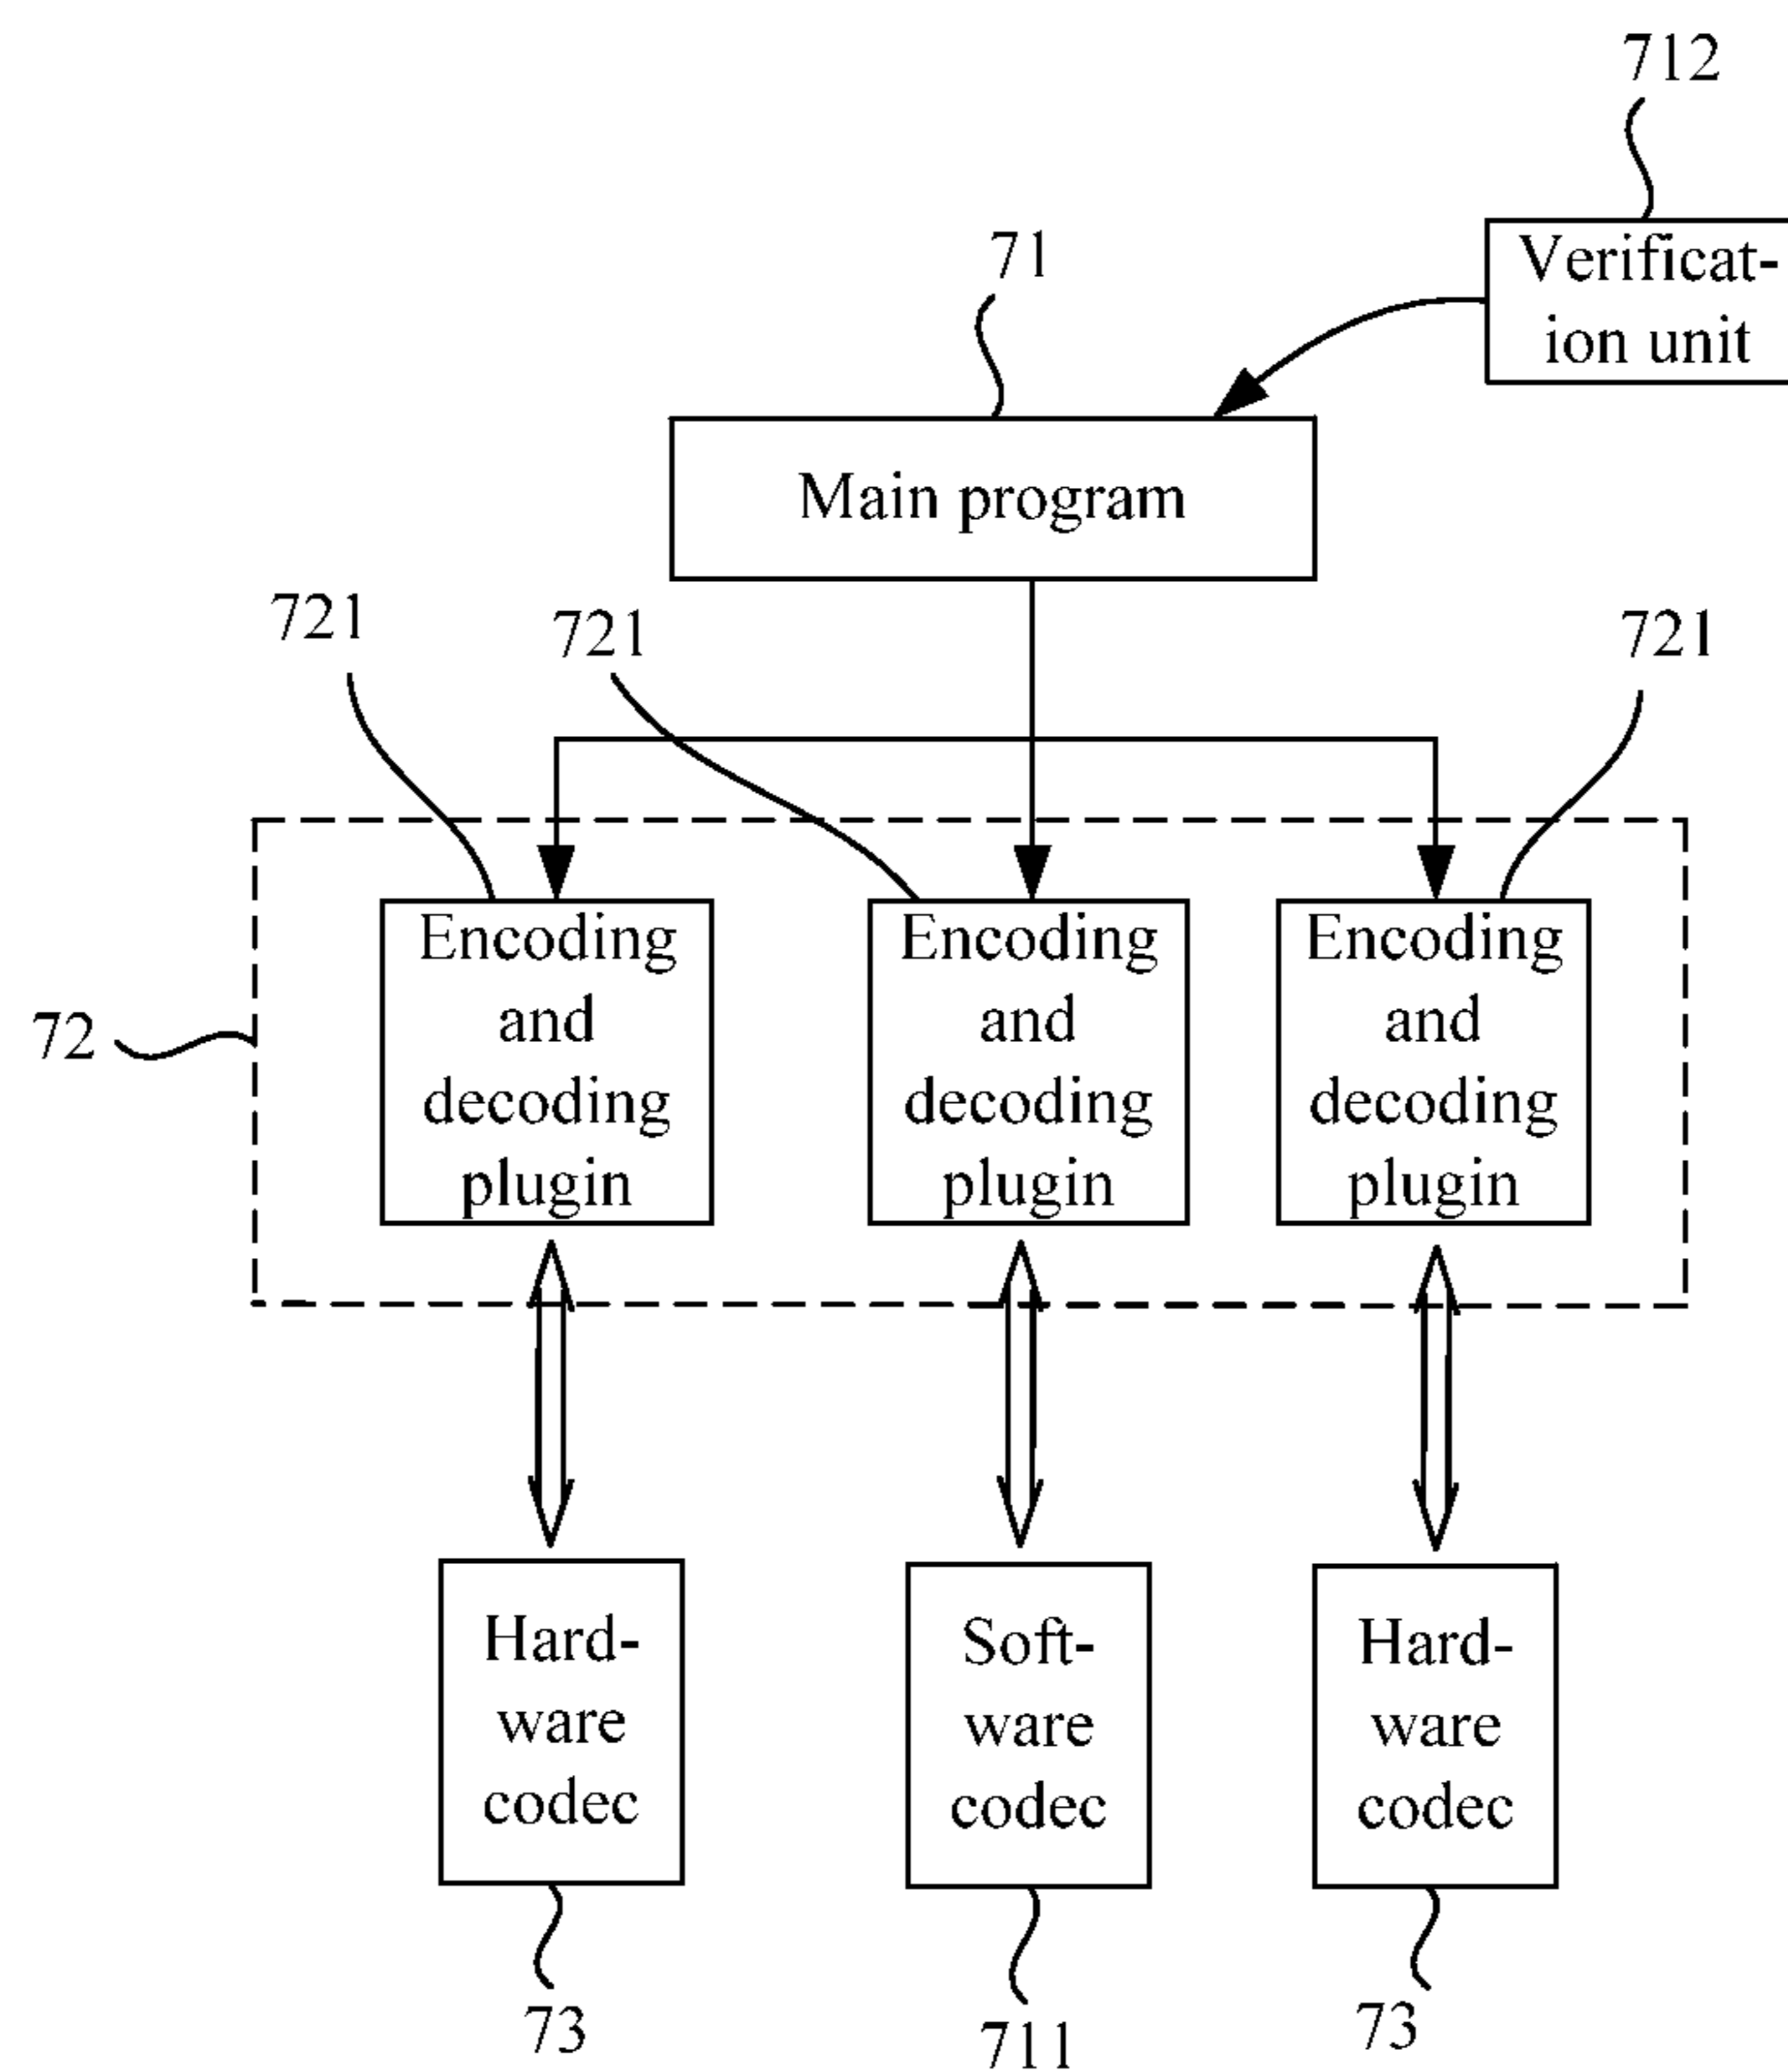 712
Verificat-
ion unit
71
Main program
721
721
721
Encoding
and
decoding
plugin
Encoding
and
decoding
plugin
Encoding
and
decoding
plugin
72
Hard-
ware
codec
Soft-
ware
codec
Hard-
ware
codec
73
711
73